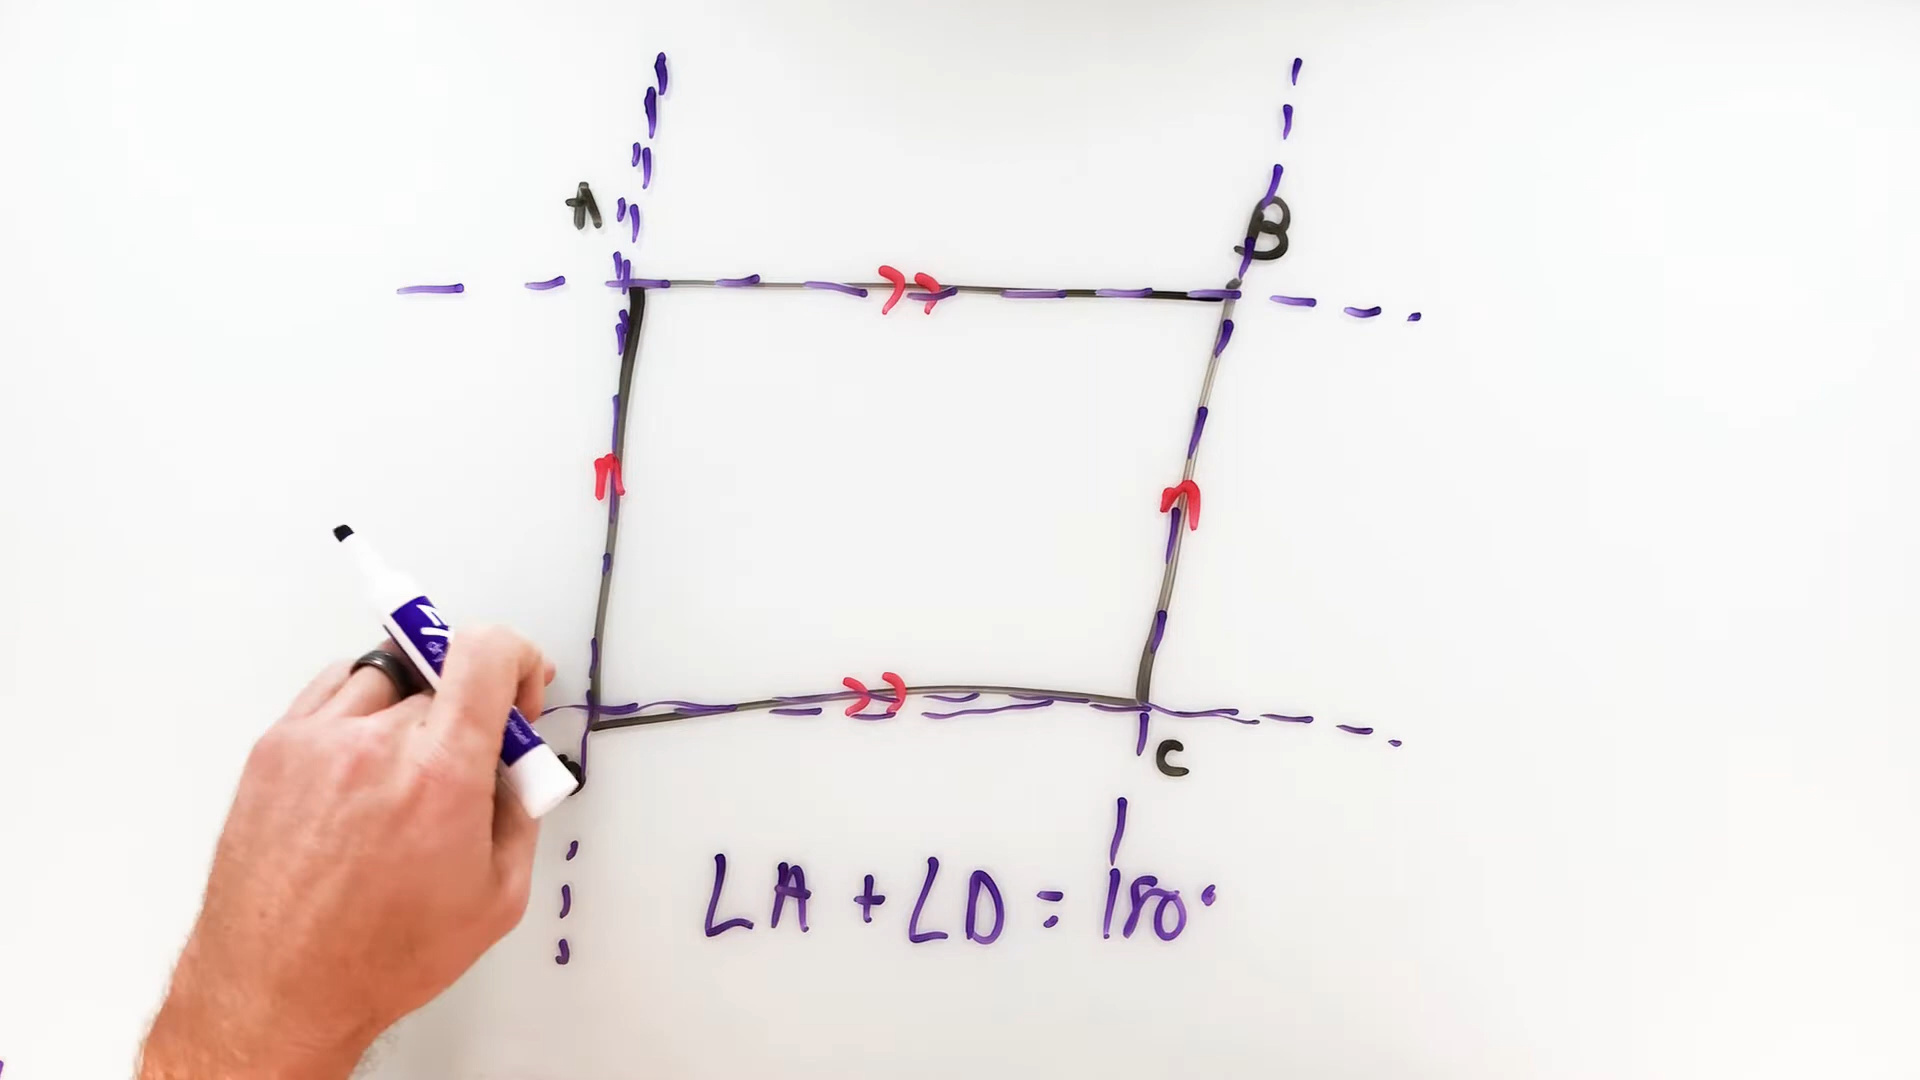 A
B
C
∠A + ∠D = 180°